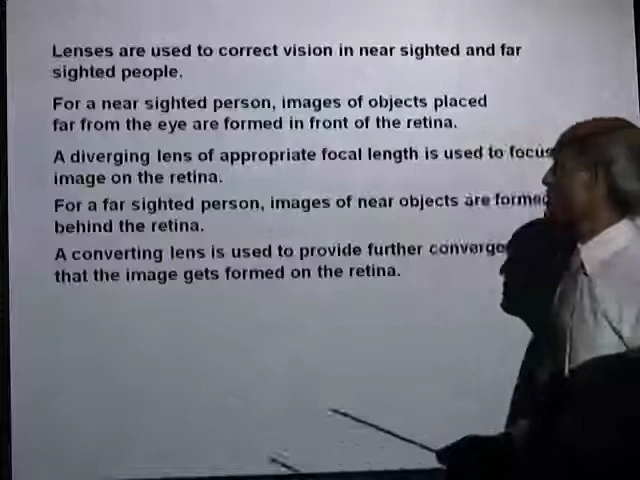 Lenses are used to correct vision in near sighted and far
sighted people.
For a near sighted person, images of objects placed
far from the eye are formed in front of the retina.
A diverging lens of appropriate focal length is used to focus
image on the retina.
For a far sighted person, images of near objects are formed
behind the retina.
A converting lens is used to provide further
that the image gets formed on the retina.